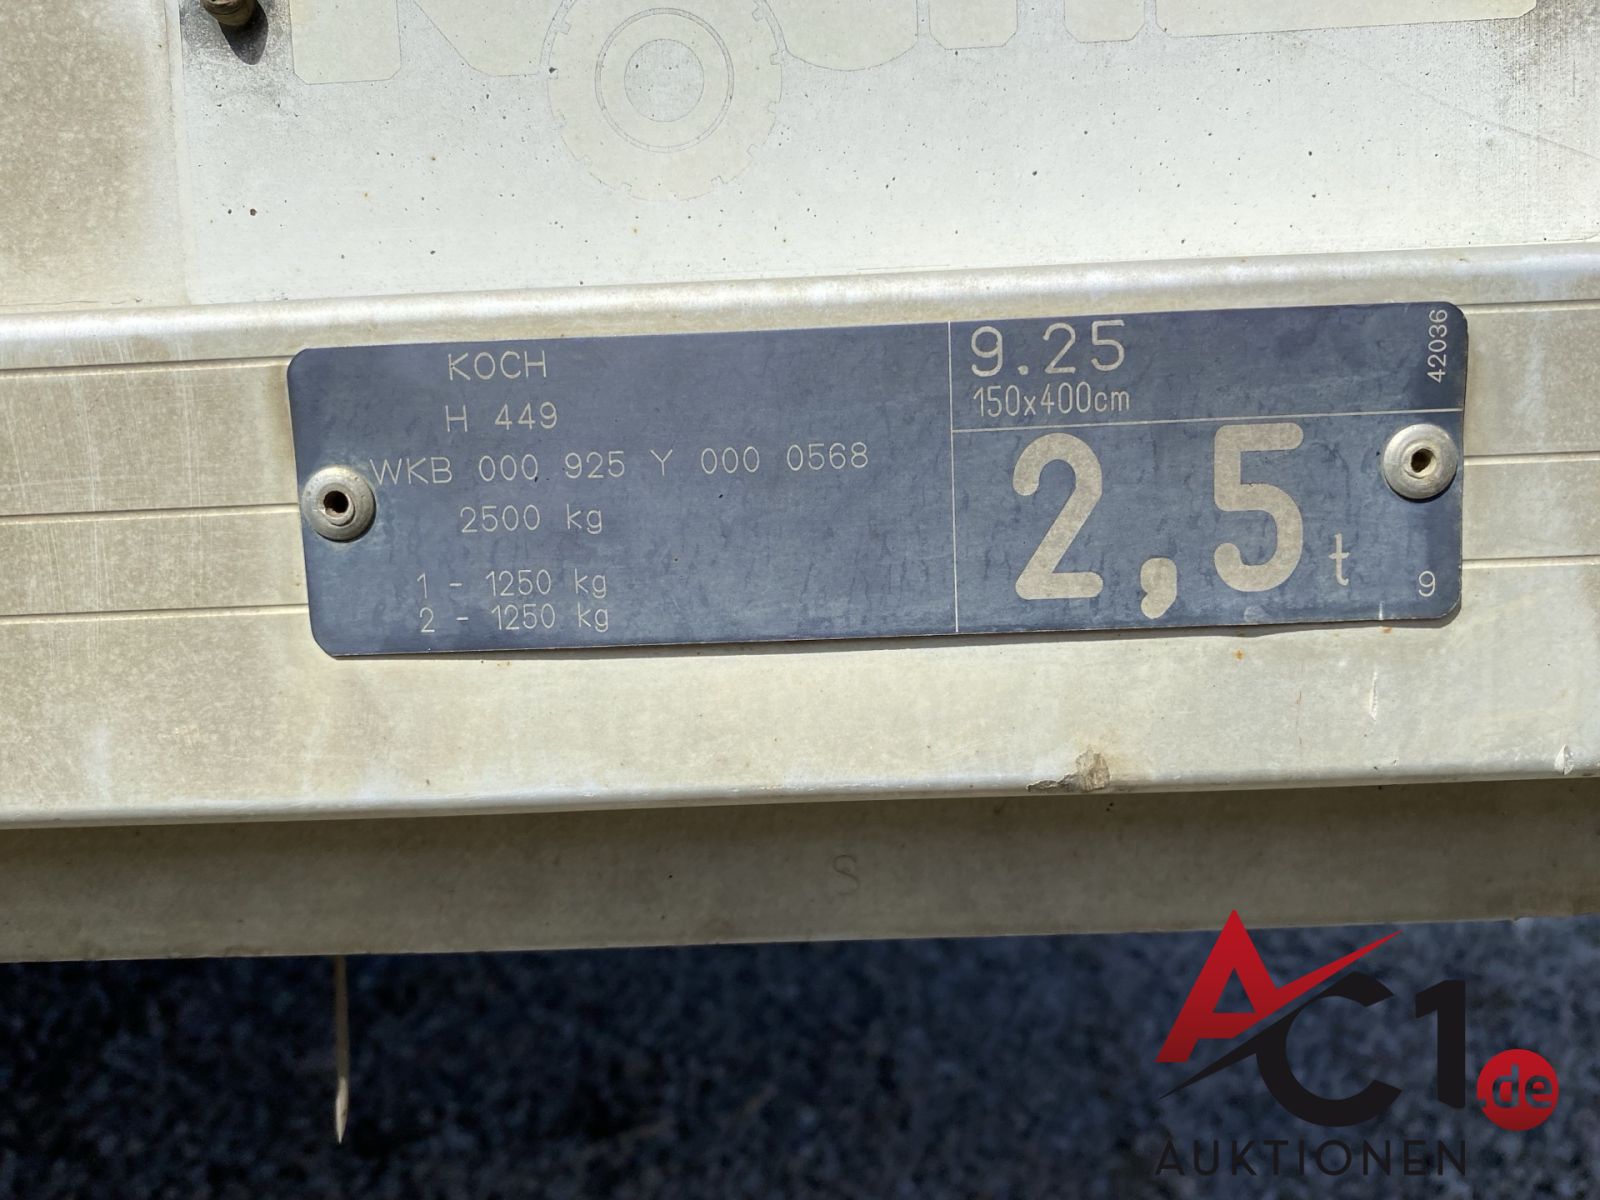 KOCH
H 449
WKB 000 925 Y 000 0568
2500 kg
1 - 1250 kg
2 - 1250 kg
9.25
150x400cm
2,5 t
9
42036
S
AC1.de
AUKTIONEN